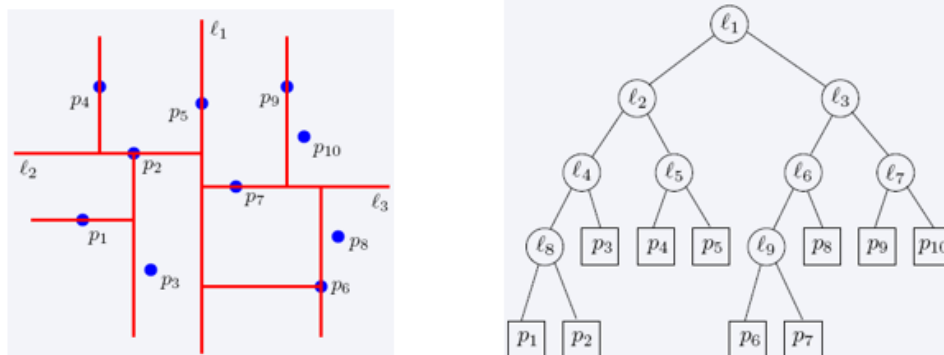 ℓ₁
p₄
p₅
p₉
p₁₀
p₂
ℓ₂
p₇
ℓ₃
p₁
p₈
p₃
p₆
ℓ₁
ℓ₂ ℓ₃
ℓ₄ ℓ₅ ℓ₆ ℓ₇
ℓ₈ p₃ p₄ p₅ ℓ₉ p₈ p₉ p₁₀
p₁ p₂ p₆ p₇